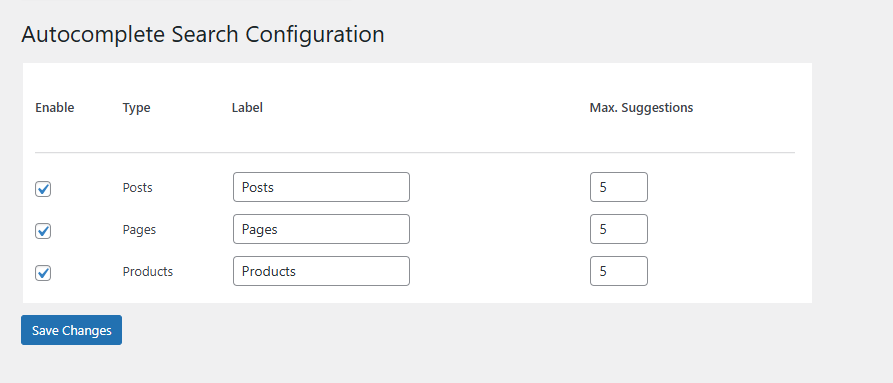 Autocomplete Search Configuration
Enable Type Label Max. Suggestions
Posts Posts 5
Pages Pages 5
Products Products 5
Save Changes